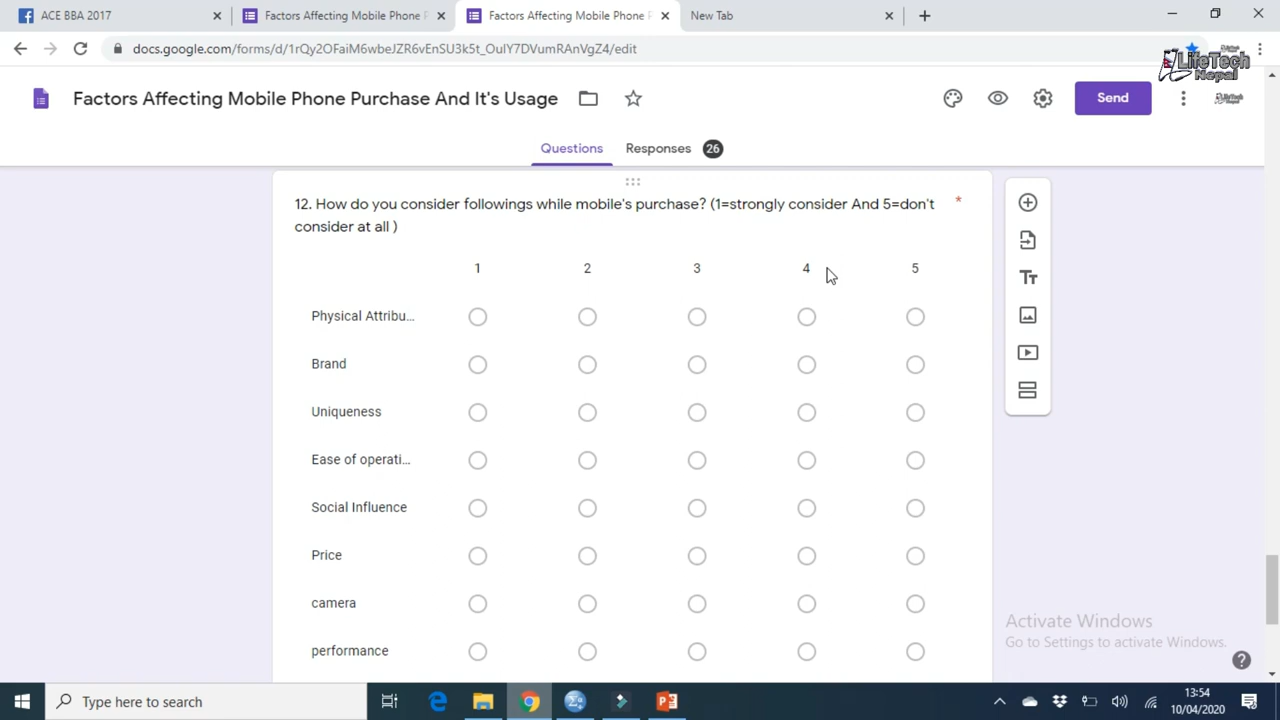 ACE BBA 2017
Factors Affecting Mobile Phone P
Factors Affecting Mobile Phone P
New Tab
docs.google.com/forms/d/1rQy2OFaiM6wbeJZR6vEnSU3k5t_OulY7DVumRAnVgZ4/edit
LifeTech
Nepal
Factors Affecting Mobile Phone Purchase And It's Usage
Send
Questions
Responses 26
12. How do you consider followings while mobile's purchase? (1=strongly consider And 5=don't *
consider at all )
1 2 3 4 5
Physical Attribu...
Brand
Uniqueness
Ease of operati...
Social Influence
Price
camera
performance
Activate Windows
Go to Settings to activate Windows.
Type here to search
13:54
10/04/2020